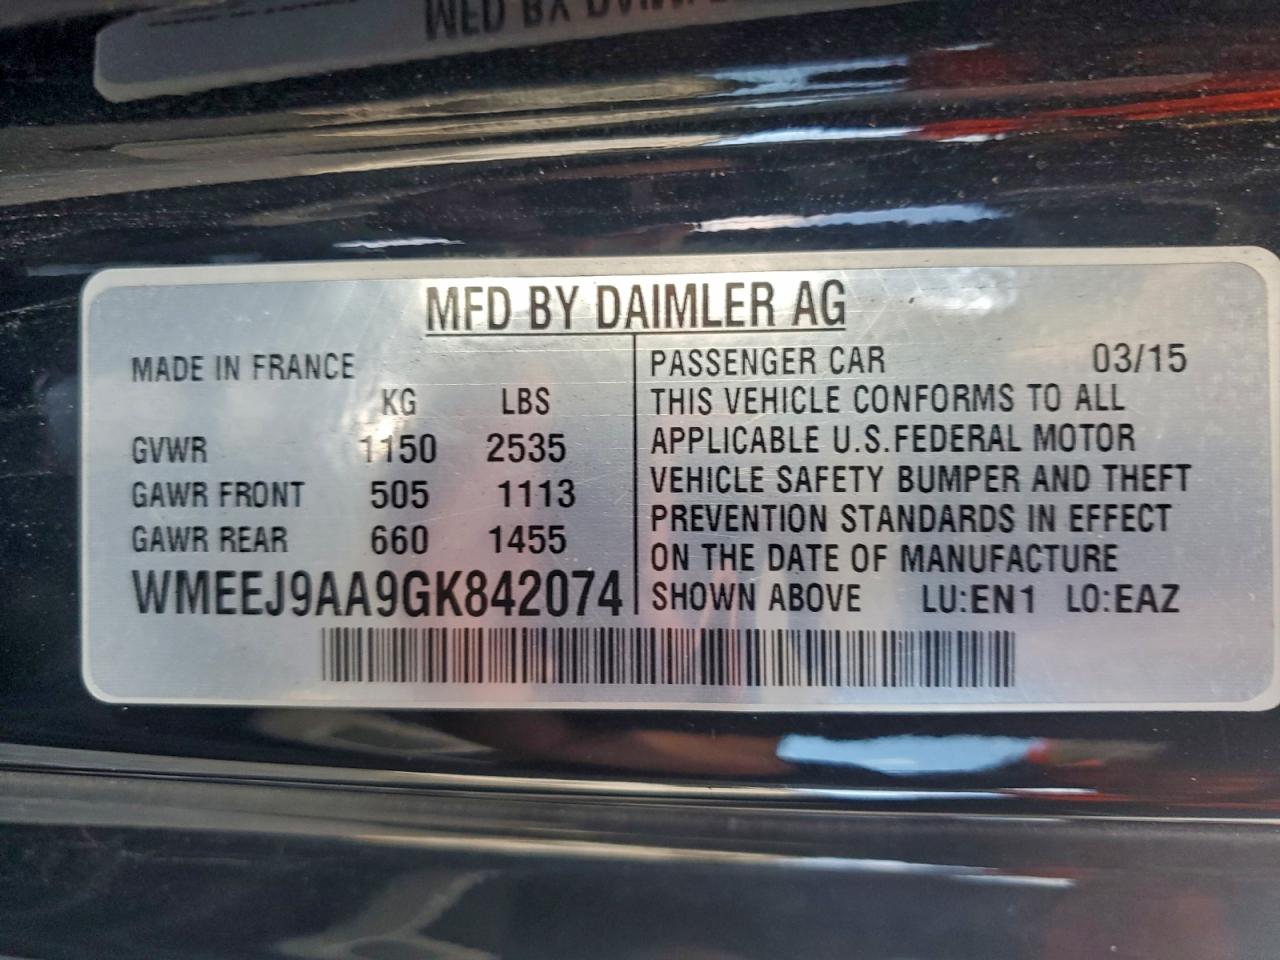 MFD BY DAIMLER AG
MADE IN FRANCE
KG LBS
GVWR 1150 2535
GAWR FRONT 505 1113
GAWR REAR 660 1455
WMEEJ9AA9GK842074
PASSENGER CAR 03/15
THIS VEHICLE CONFORMS TO ALL
APPLICABLE U.S.FEDERAL MOTOR
VEHICLE SAFETY BUMPER AND THEFT
PREVENTION STANDARDS IN EFFECT
ON THE DATE OF MANUFACTURE
SHOWN ABOVE LU:EN1 LO:EAZ